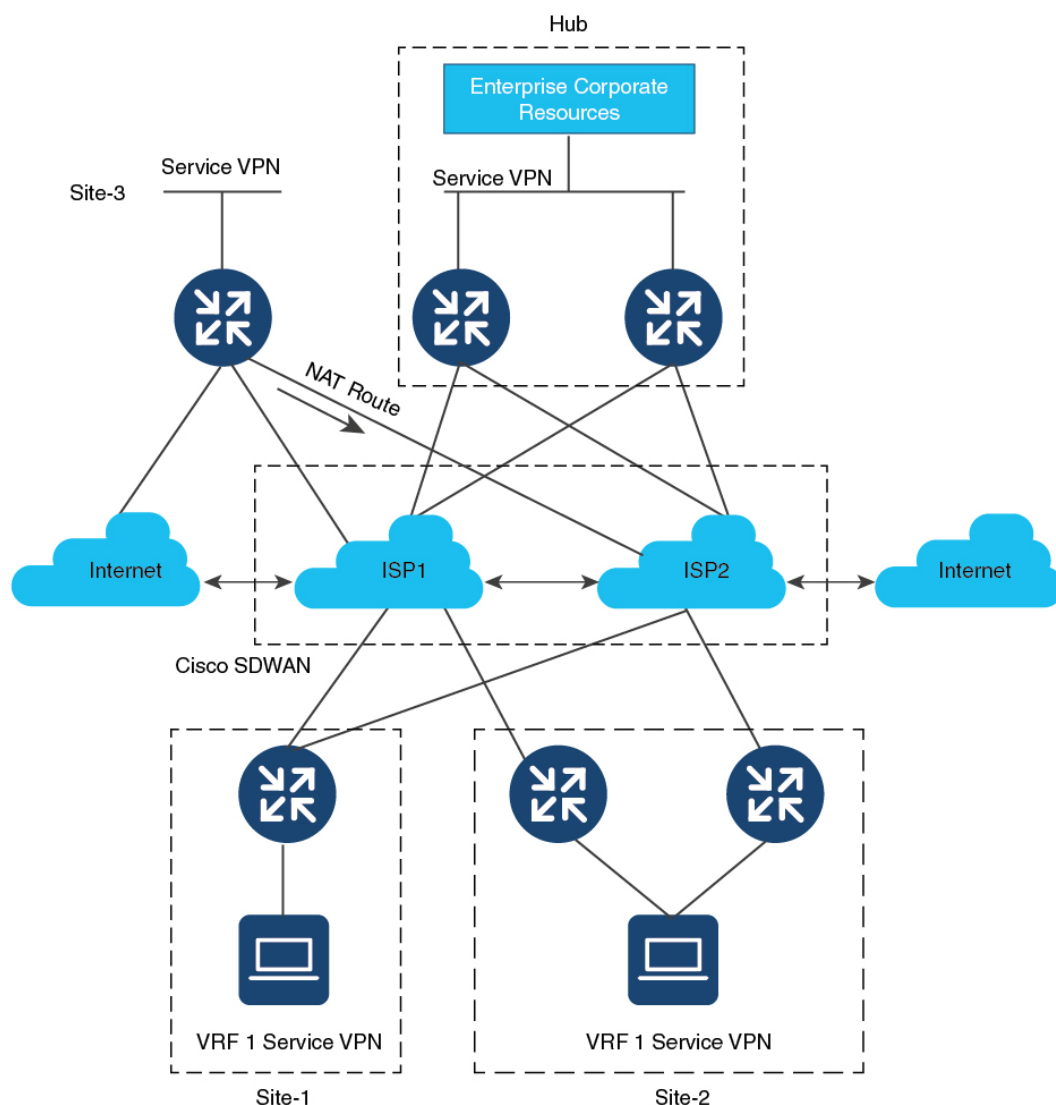 Hub
Enterprise Corporate
Resources
Service VPN
Site-3
Service VPN
NAT Route
Internet
ISP1
ISP2
Internet
Cisco SDWAN
VRF 1 Service VPN
VRF 1 Service VPN
Site-1
Site-2